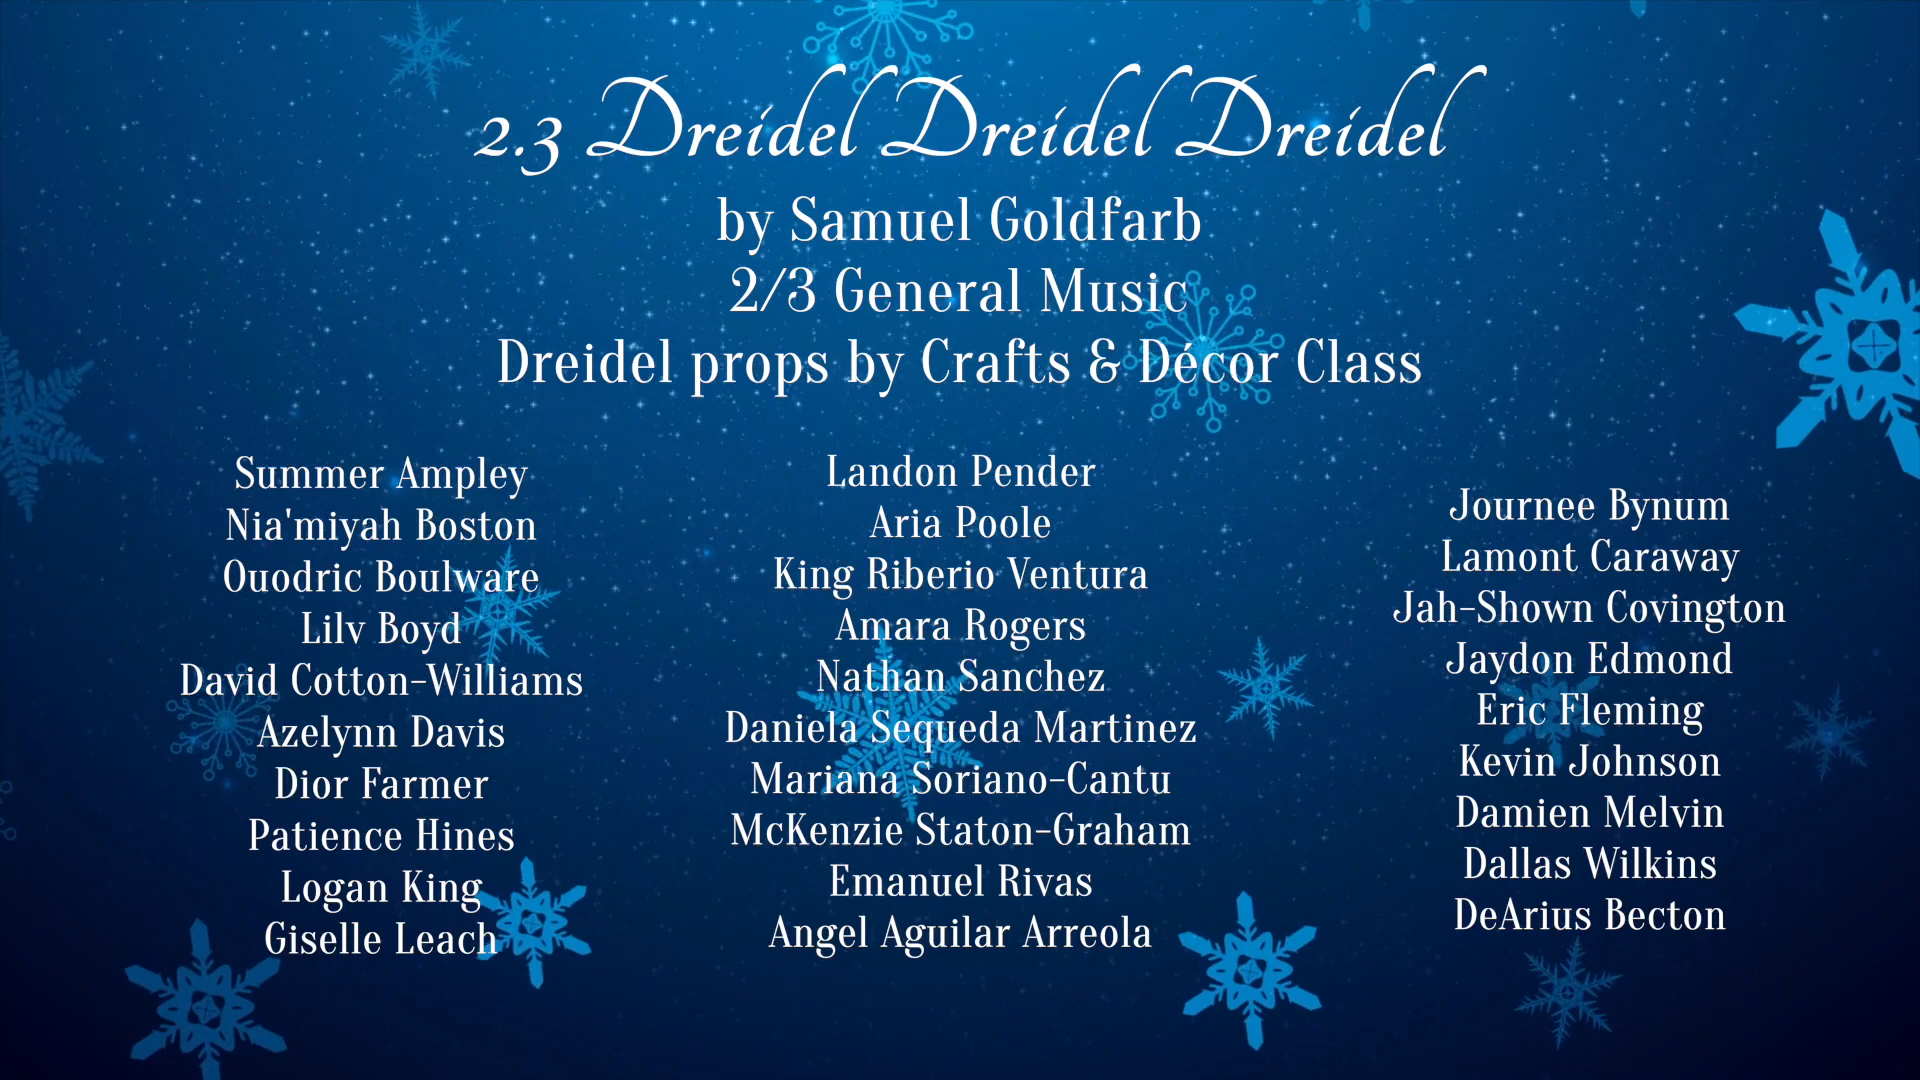 2.3 Dreidel Dreidel Dreidel
by Samuel Goldfarb
2/3 General Music
Dreidel props by Crafts & Décor Class
Summer Ampley
Nia'miyah Boston
Ouodric Boulware
Lilv Boyd
David Cotton-Williams
Azelynn Davis
Dior Farmer
Patience Hines
Logan King
Giselle Leach
Landon Pender
Aria Poole
King Riberio Ventura
Amara Rogers
Nathan Sanchez
Daniela Sequeda Martinez
Mariana Soriano-Cantu
McKenzie Staton-Graham
Emanuel Rivas
Angel Aguilar Arreola
Journee Bynum
Lamont Caraway
Jah-Shown Covington
Jaydon Edmond
Eric Fleming
Kevin Johnson
Damien Melvin
Dallas Wilkins
DeArius Becton